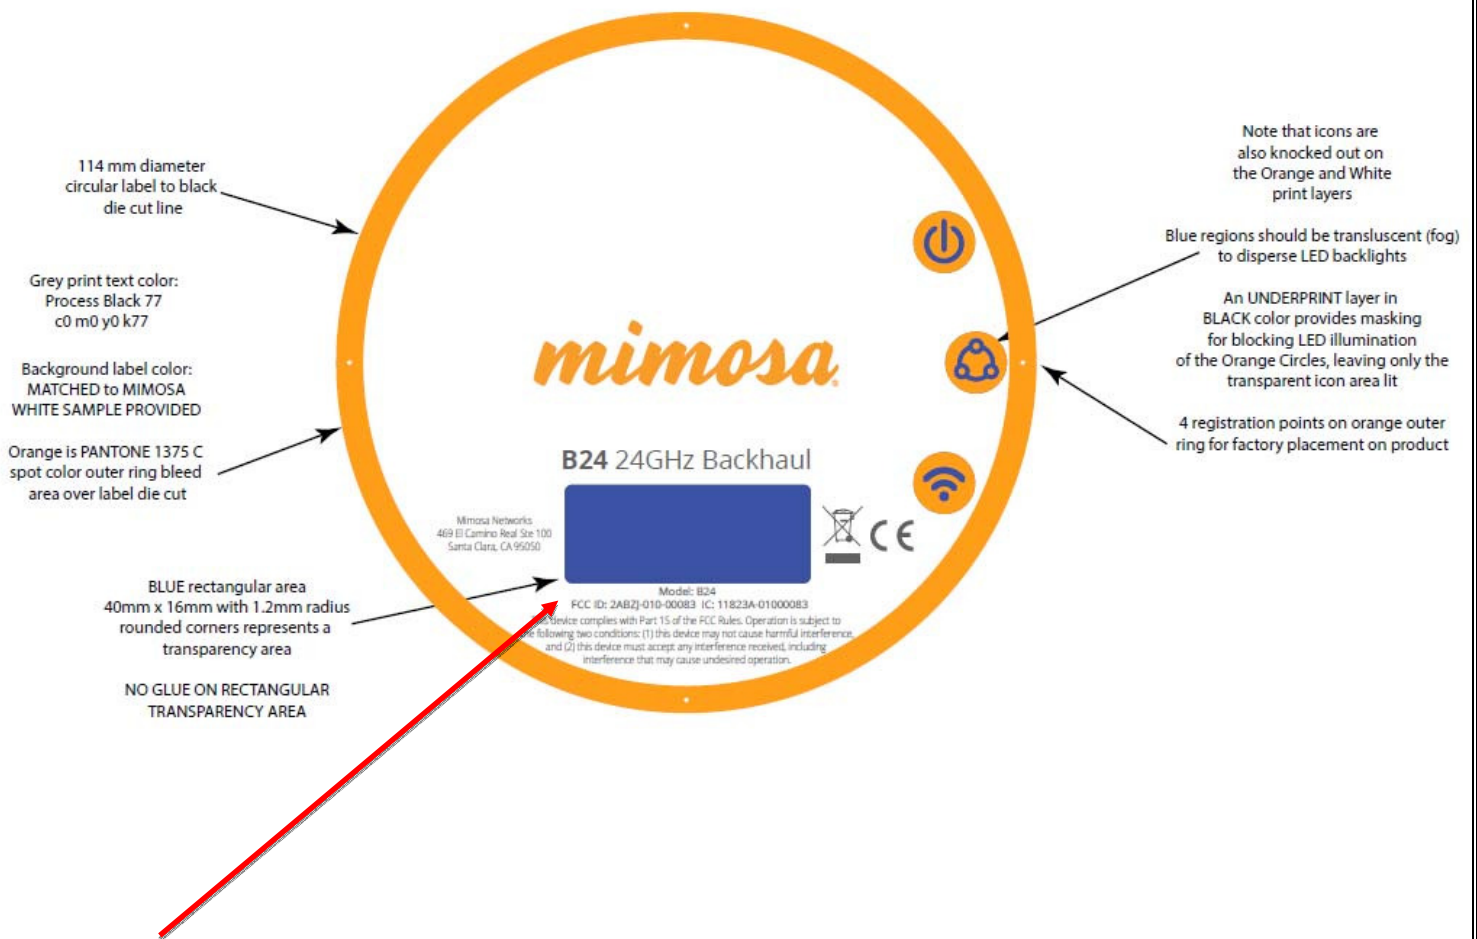 114 mm diameter
circular label to black
die cut line
Grey print text color:
Process Black 77
c0 m0 y0 k77
Background label color:
MATCHED to MIMOSA
WHITE SAMPLE PROVIDED
Orange is PANTONE 1375 C
spot color outer ring bleed
area over label die cut
BLUE rectangular area
40mm x 16mm with 1.2mm radius
rounded corners represents a
transparency area
NO GLUE ON RECTANGULAR
TRANSPARENCY AREA
mimosa
B24 24GHz Backhaul
Mimosa Networks
469 El Camino Real Ste 100
Santa Clara, CA 95050
CE
Model: B24
FCC ID: 2ABZJ-010-00083 IC: 11823A-01000083
device complies with Part 15 of the FCC Rules. Operation is subject to
following two conditions: (1) this device may not cause harmful interference,
and (2) this device must accept any interference received, including
interference that may cause undesired operation.
Note that icons are
also knocked out on
the Orange and White
print layers
Blue regions should be transluscent (fog)
to disperse LED backlights
An UNDERPRINT layer in
BLACK color provides masking
for blocking LED illumination
of the Orange Circles, leaving only the
transparent icon area lit
4 registration points on orange outer
ring for factory placement on product